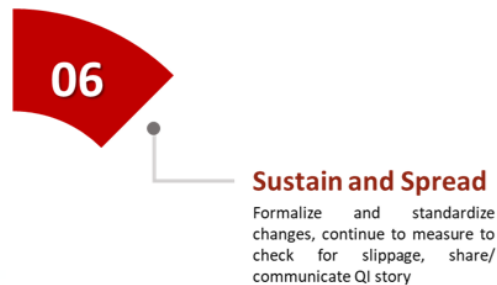 06
Sustain and Spread
Formalize and standardize
changes, continue to measure to
check for slippage, share/
communicate QI story